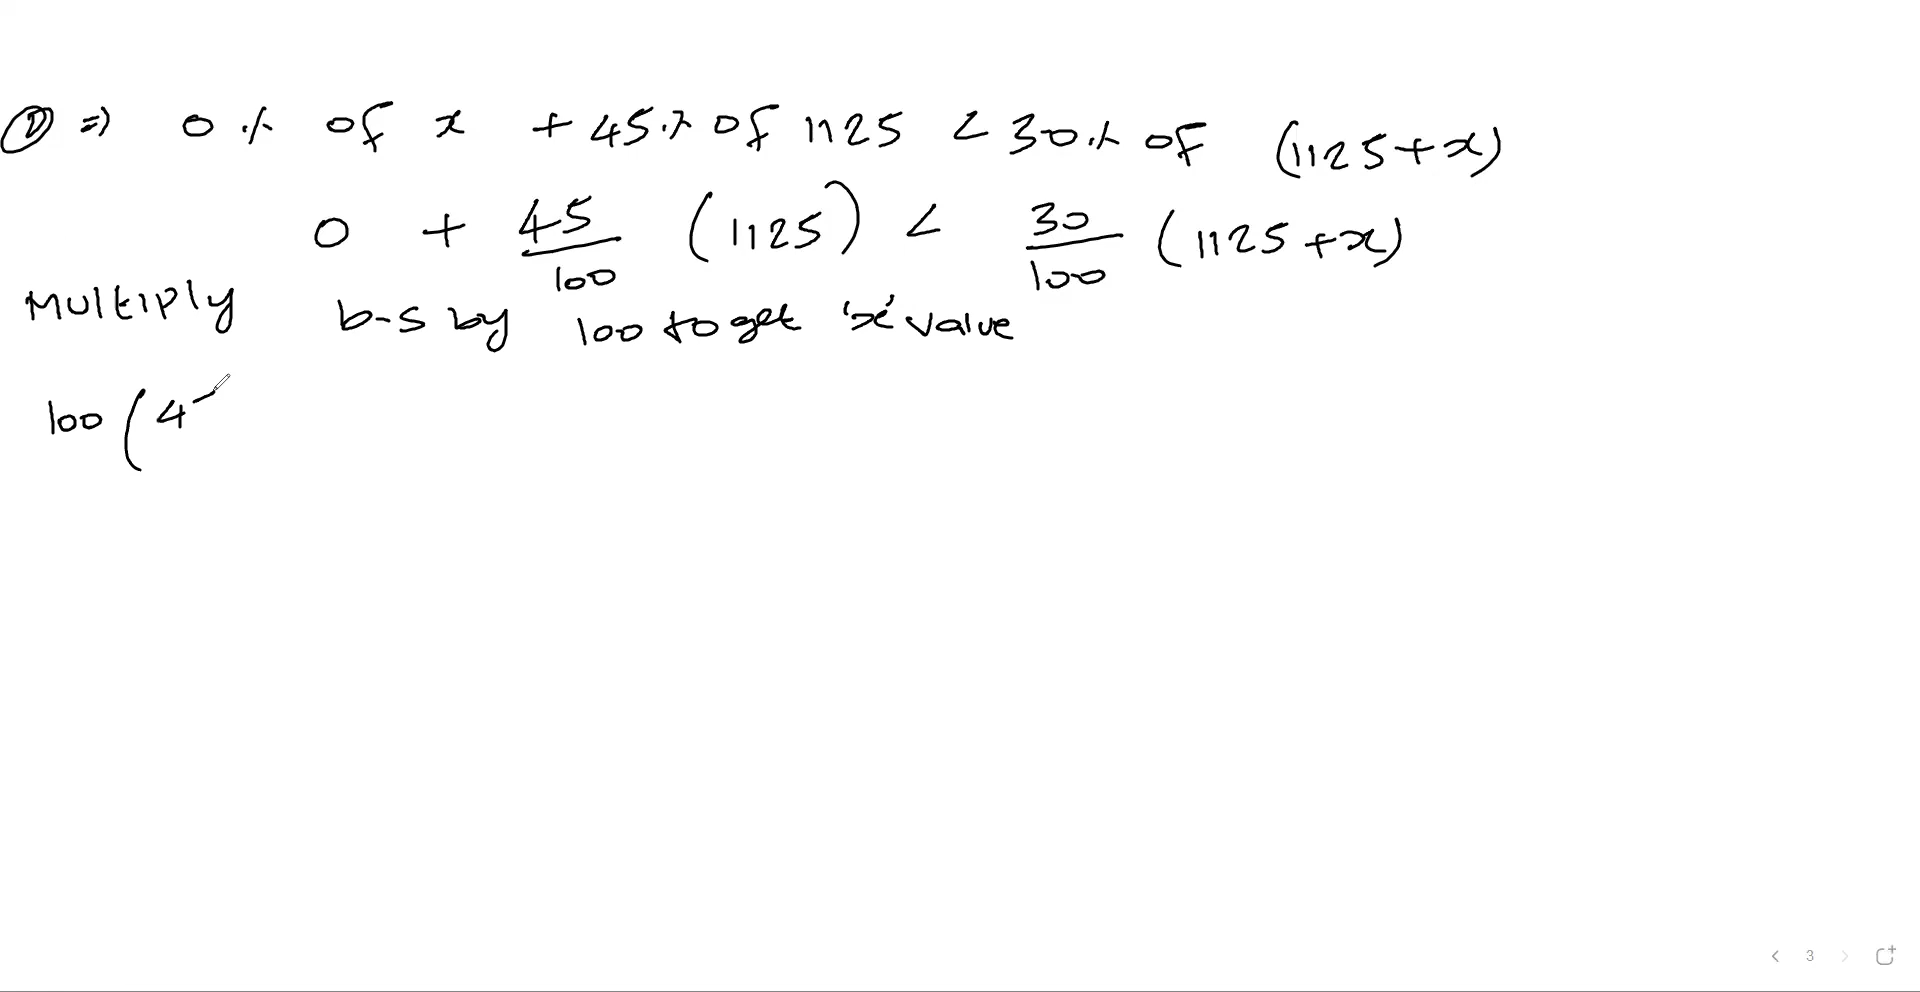 ① ⇒ 0 % of x + 45 % of 1125 < 30 % of (1125+x)
0 + 45/100 (1125) < 30/100 (1125+x)
Multiply b-s by 100 to get 'x' value
100 (4
3